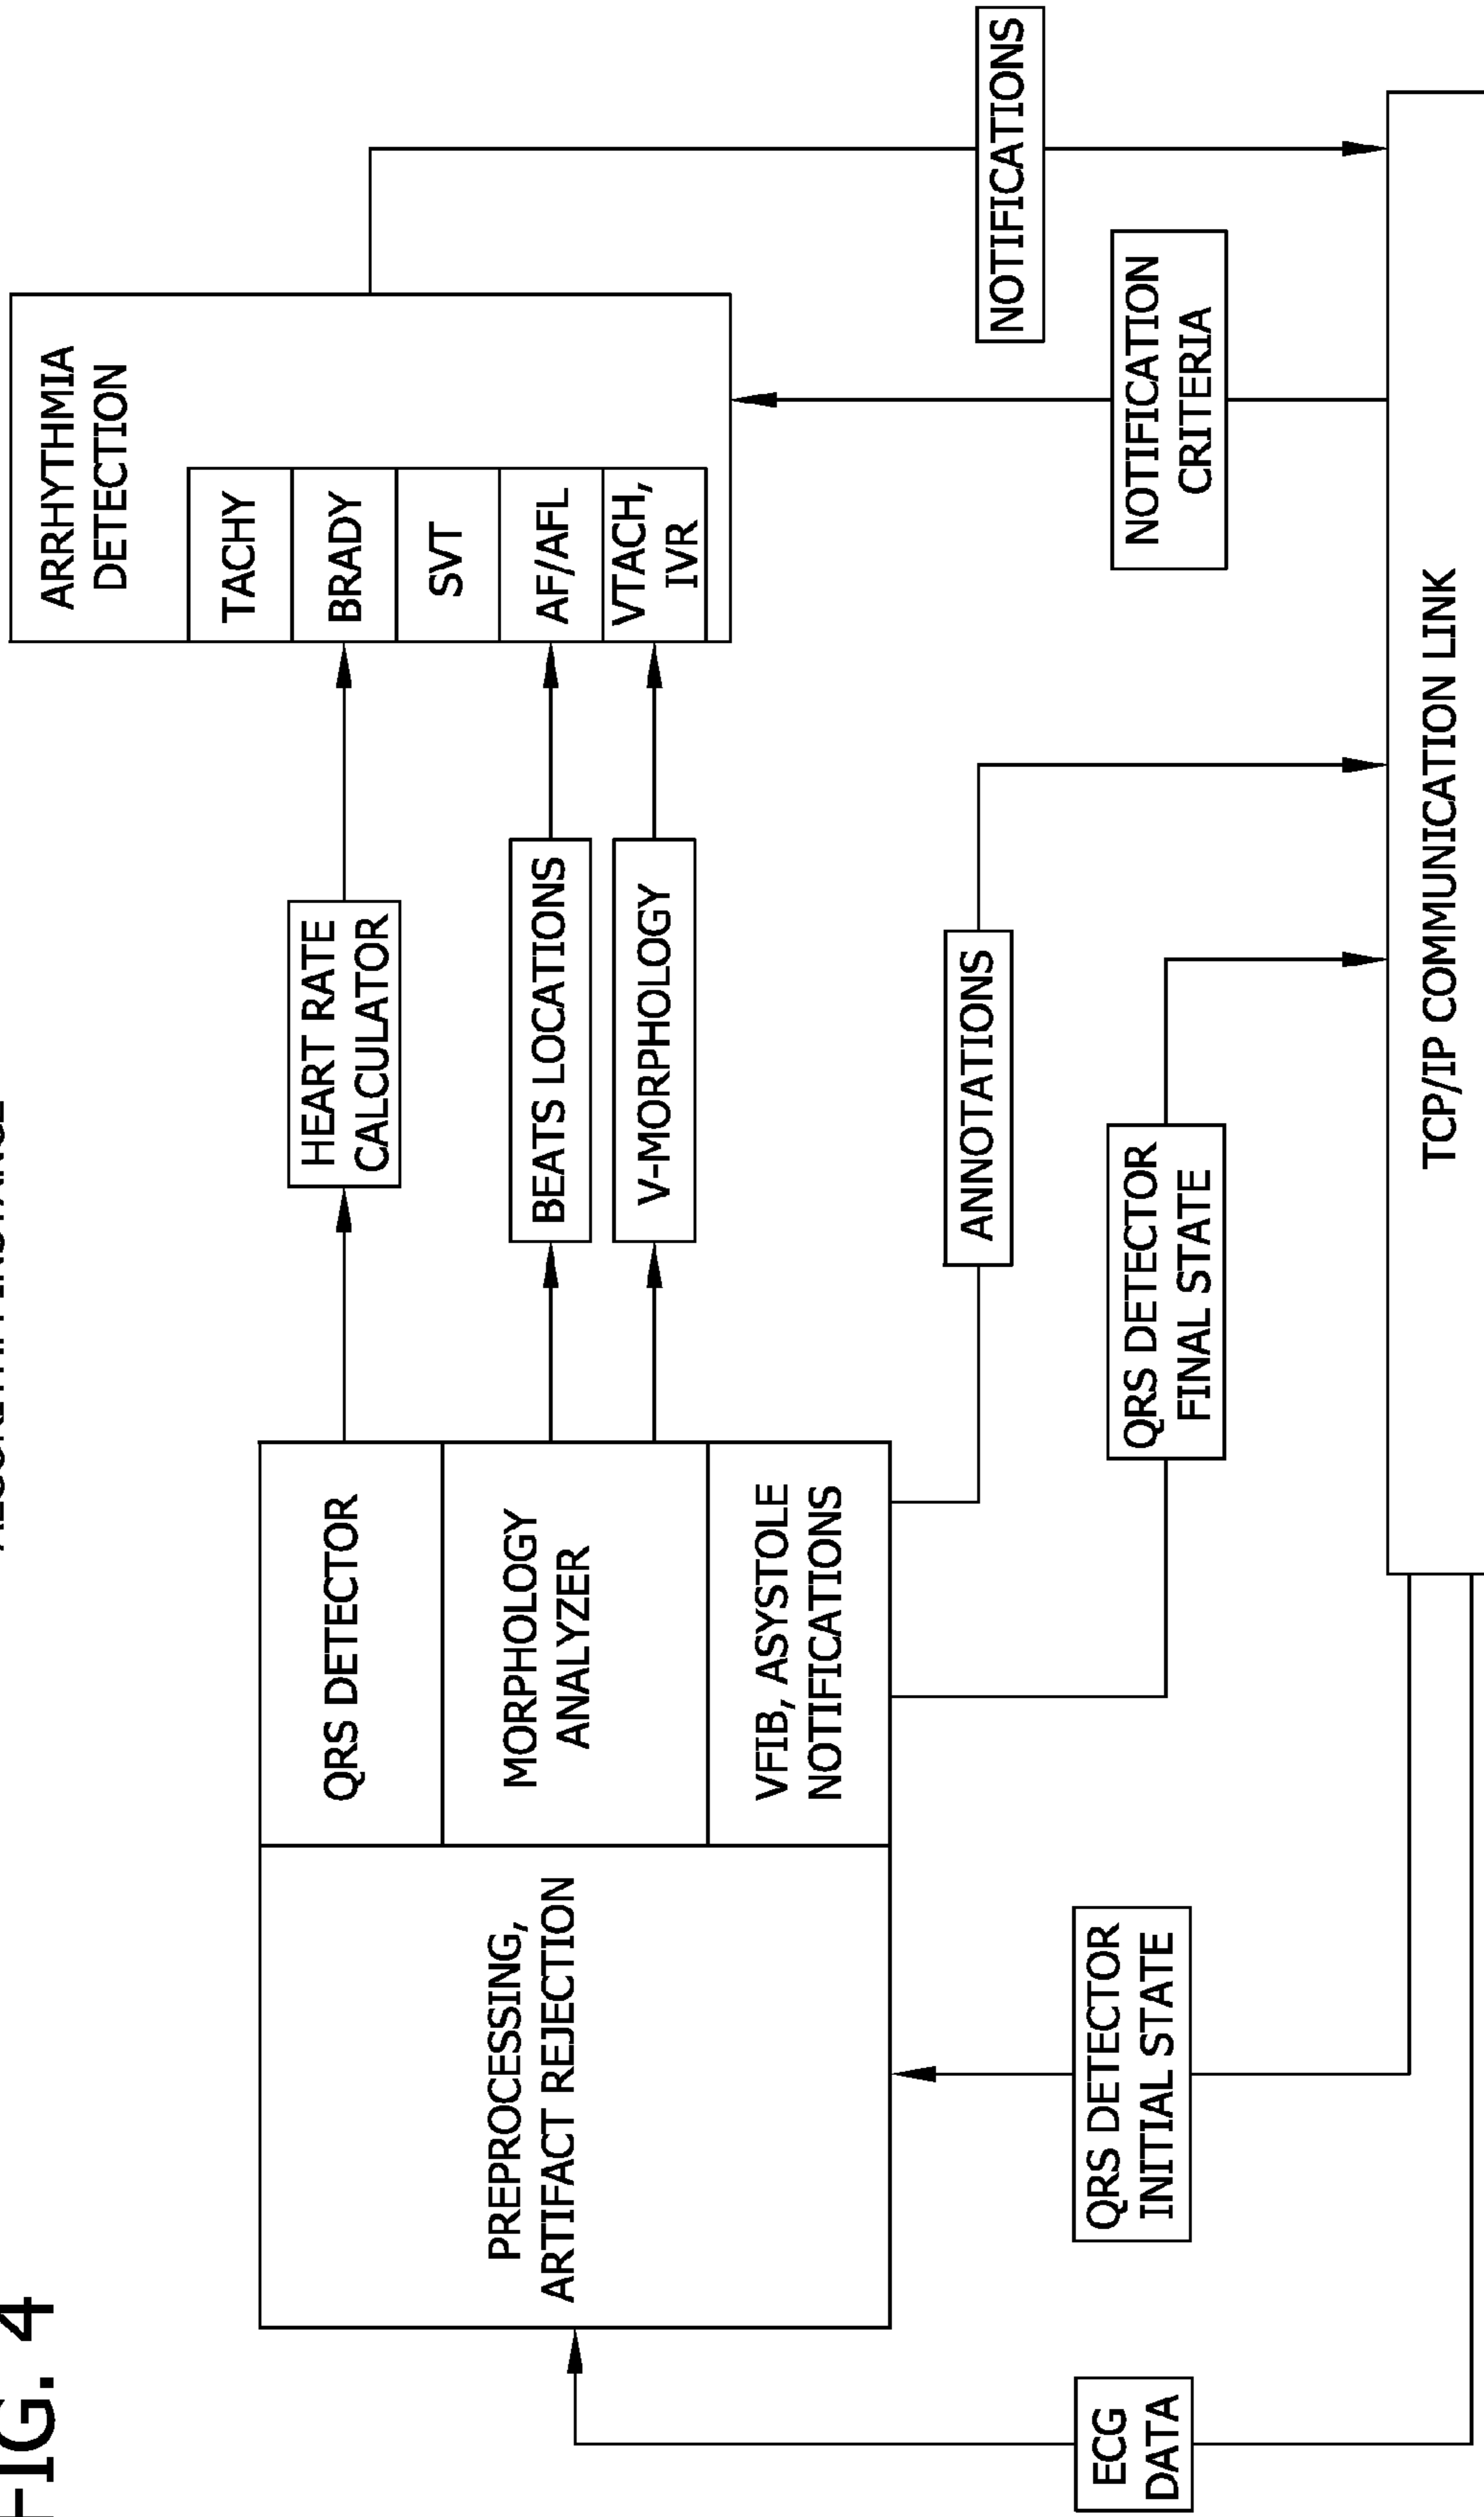 FIG. 4
ARRHYTHMIA
DETECTION
TACHY
BRADY
SVT
AF/AFL
VTACH,
IVR
HEART RATE
CALCULATOR
BEATS LOCATIONS
V-MORPHOLOGY
QRS DETECTOR
MORPHOLOGY
ANALYZER
VFIB, ASYSTOLE
NOTIFICATIONS
PREPROCESSING,
ARTIFACT REJECTION
ANNOTATIONS
QRS DETECTOR
FINAL STATE
NOTIFICATIONS
NOTIFICATION
CRITERIA
QRS DETECTOR
INITIAL STATE
ECG
DATA
TCP/IP COMMUNICATION LINK